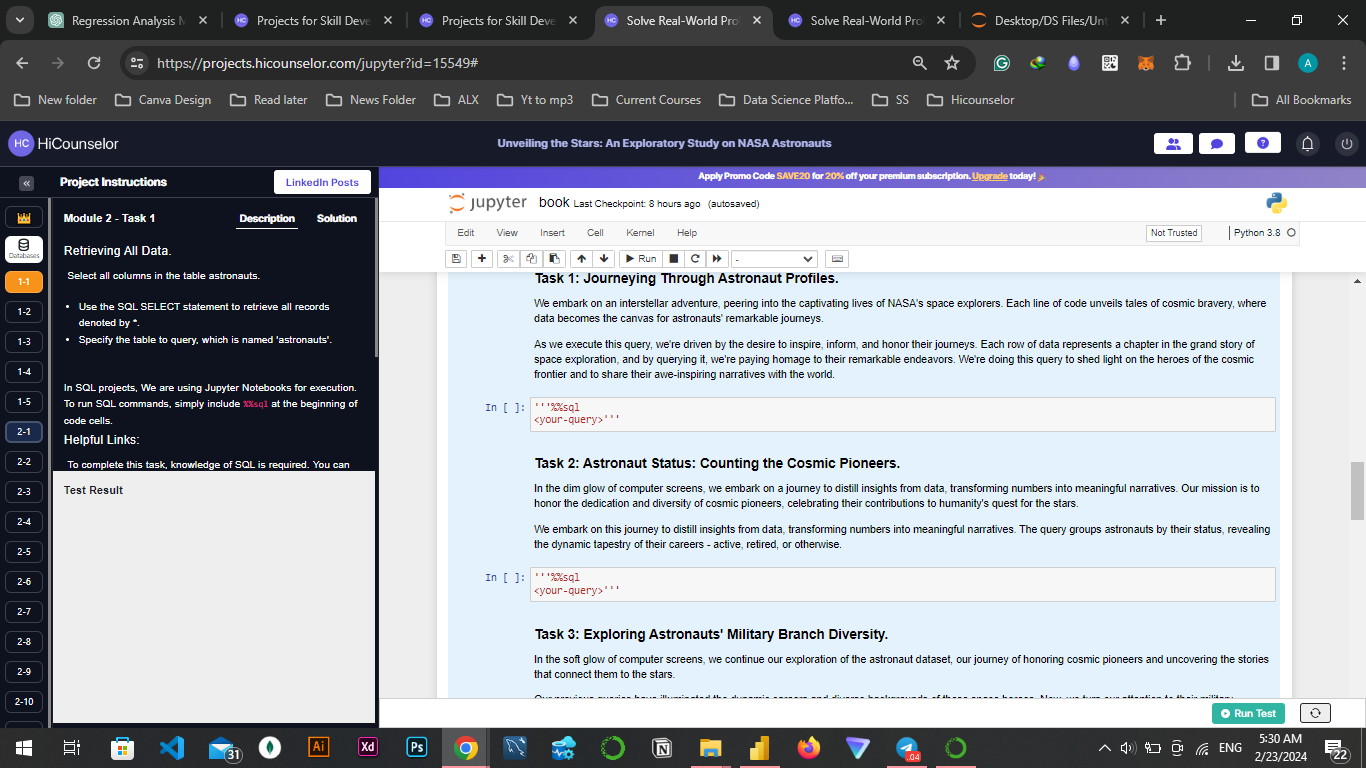 Regression Analysis M
Projects for Skill Deve
Projects for Skill Deve
Solve Real-World Pro
Solve Real-World Pro
Desktop/DS Files/Unt
https://projects.hicounselor.com/jupyter?id=15549#
New folder
Canva Design
Read later
News Folder
ALX
Yt to mp3
Current Courses
Data Science Platfo...
SS
Hicounselor
All Bookmarks
HC HiCounselor
Unveiling the Stars: An Exploratory Study on NASA Astronauts
Project Instructions
LinkedIn Posts
Apply Promo Code SAVE20 for 20% off your premium subscription. Upgrade today!
Databases
1-1
1-2
1-3
1-4
1-5
2-1
2-2
2-3
2-4
2-5
2-6
2-7
2-8
2-9
2-10
Module 2 - Task 1
Description
Solution
Retrieving All Data.
Select all columns in the table astronauts.
• Use the SQL SELECT statement to retrieve all records
denoted by *.
• Specify the table to query, which is named 'astronauts'.
In SQL projects, We are using Jupyter Notebooks for execution.
To run SQL commands, simply include %%sql at the beginning of
code cells.
Helpful Links:
To complete this task, knowledge of SQL is required. You can
Test Result
jupyter book Last Checkpoint: 8 hours ago (autosaved)
Edit View Insert Cell Kernel Help
Not Trusted
Python 3.8
Run
-
Task 1: Journeying Through Astronaut Profiles.
We embark on an interstellar adventure, peering into the captivating lives of NASA's space explorers. Each line of code unveils tales of cosmic bravery, where
data becomes the canvas for astronauts' remarkable journeys.
As we execute this query, we're driven by the desire to inspire, inform, and honor their journeys. Each row of data represents a chapter in the grand story of
space exploration, and by querying it, we're paying homage to their remarkable endeavors. We're doing this query to shed light on the heroes of the cosmic
frontier and to share their awe-inspiring narratives with the world.
In [ ]: '''%%sql
<your-query>'''
Task 2: Astronaut Status: Counting the Cosmic Pioneers.
In the dim glow of computer screens, we embark on a journey to distill insights from data, transforming numbers into meaningful narratives. Our mission is to
honor the dedication and diversity of cosmic pioneers, celebrating their contributions to humanity's quest for the stars.
We embark on this journey to distill insights from data, transforming numbers into meaningful narratives. The query groups astronauts by their status, revealing
the dynamic tapestry of their careers - active, retired, or otherwise.
In [ ]: '''%%sql
<your-query>'''
Task 3: Exploring Astronauts' Military Branch Diversity.
In the soft glow of computer screens, we continue our exploration of the astronaut dataset, our journey of honoring cosmic pioneers and uncovering the stories
that connect them to the stars.
Our previous queries have illuminated the dynamic careers and diverse backgrounds of these space heroes. Now, we turn our attention to their military
Run Test
31
Ai
Xd
Ps
.04
ENG
5:30 AM
2/23/2024
22